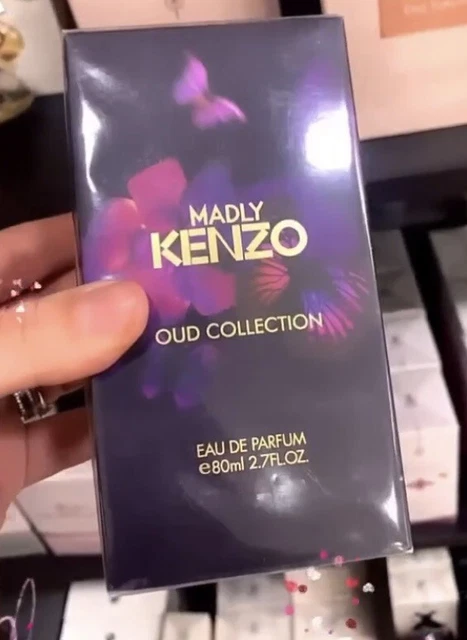 MADLY
KENZO
OUD COLLECTION
EAU DE PARFUM
℮80ml 2.7FL.OZ.